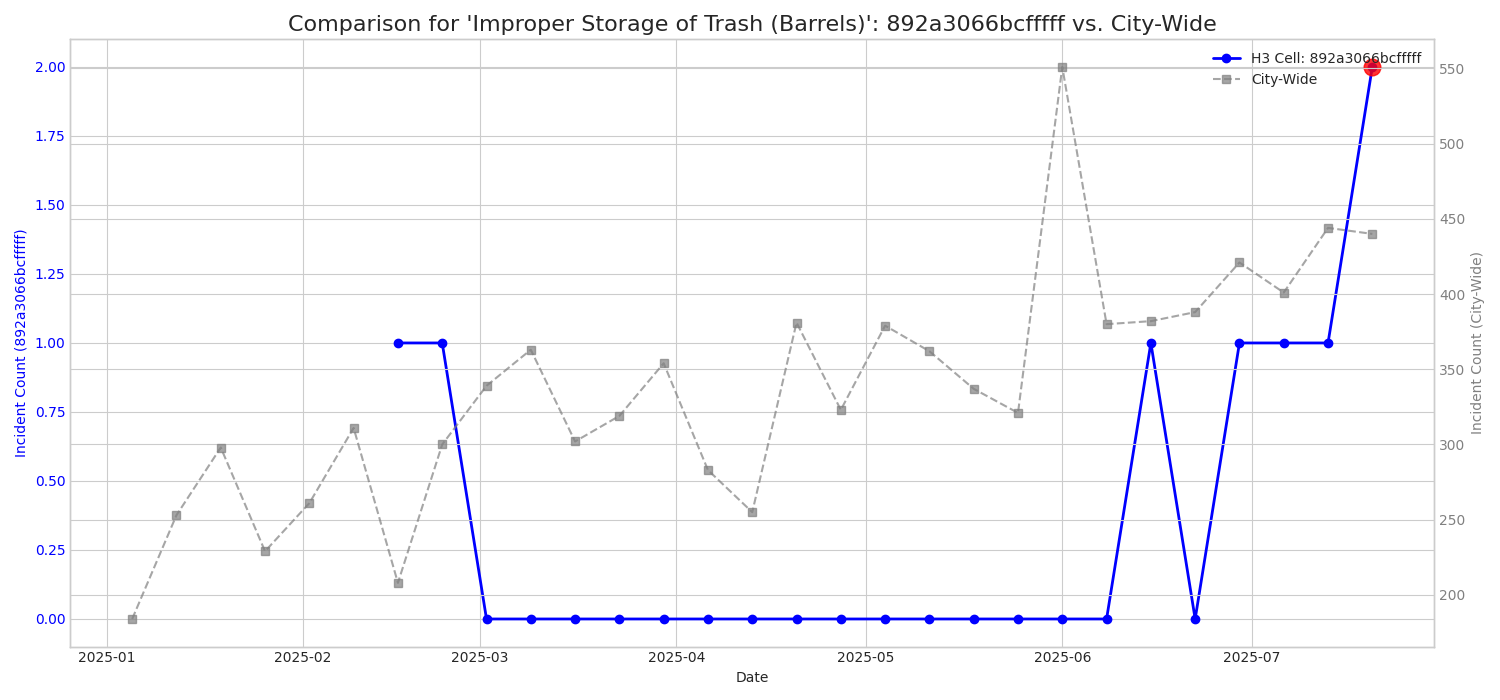 Comparison for 'Improper Storage of Trash (Barrels)': 892a3066bcfffff vs. City-Wide
H3 Cell: 892a3066bcfffff
City-Wide
Incident Count (892a3066bcfffff)
2.00
1.75
1.50
1.25
1.00
0.75
0.50
0.25
0.00
550
500
450
400
350
300
250
200
Incident Count (City-Wide)
2025-01 2025-02 2025-03 2025-04 2025-05 2025-06 2025-07
Date